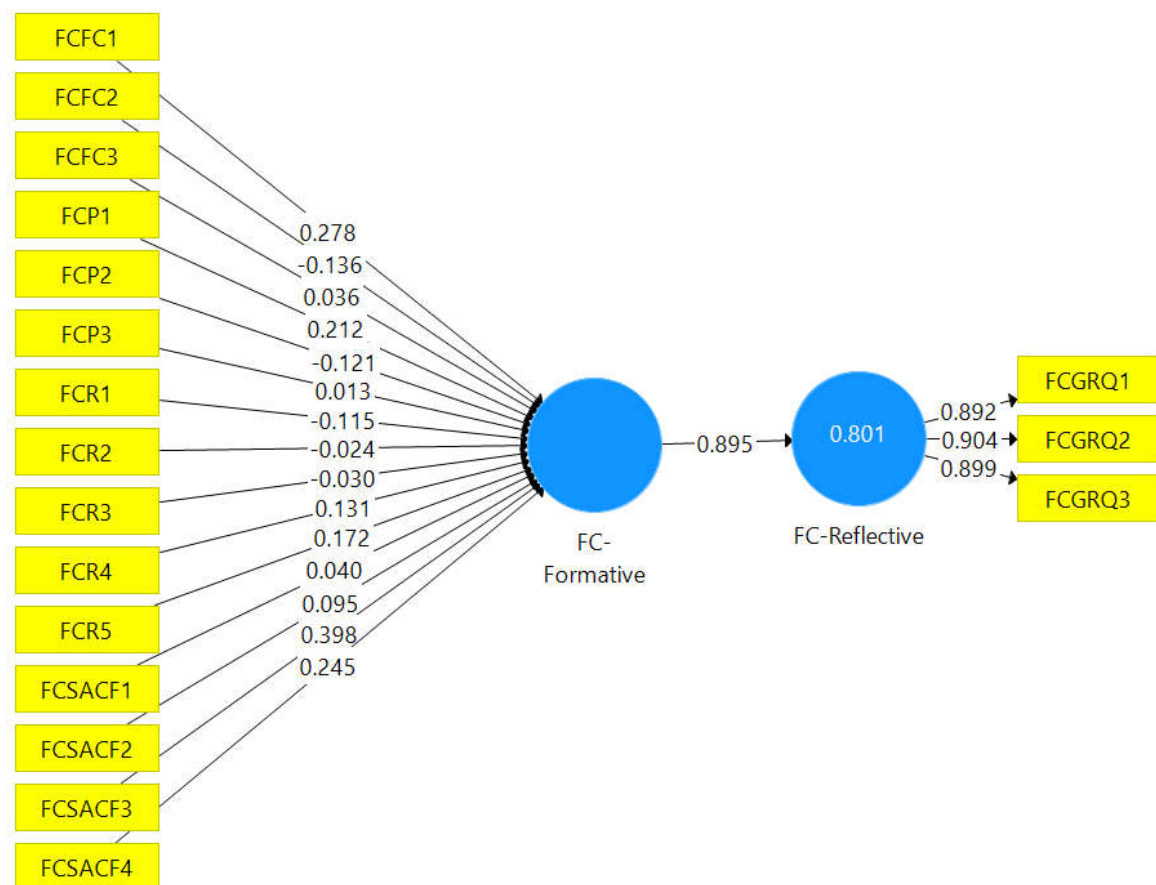 FCFC1
FCFC2
FCFC3
FCP1
FCP2
FCP3
FCR1
FCR2
FCR3
FCR4
FCR5
FCSACF1
FCSACF2
FCSACF3
FCSACF4
0.278
-0.136
0.036
0.212
-0.121
0.013
-0.115
-0.024
-0.030
0.131
0.172
0.040
0.095
0.398
0.245
FC-
Formative
0.895
0.801
FC-Reflective
0.892
0.904
0.899
FCGRQ1
FCGRQ2
FCGRQ3